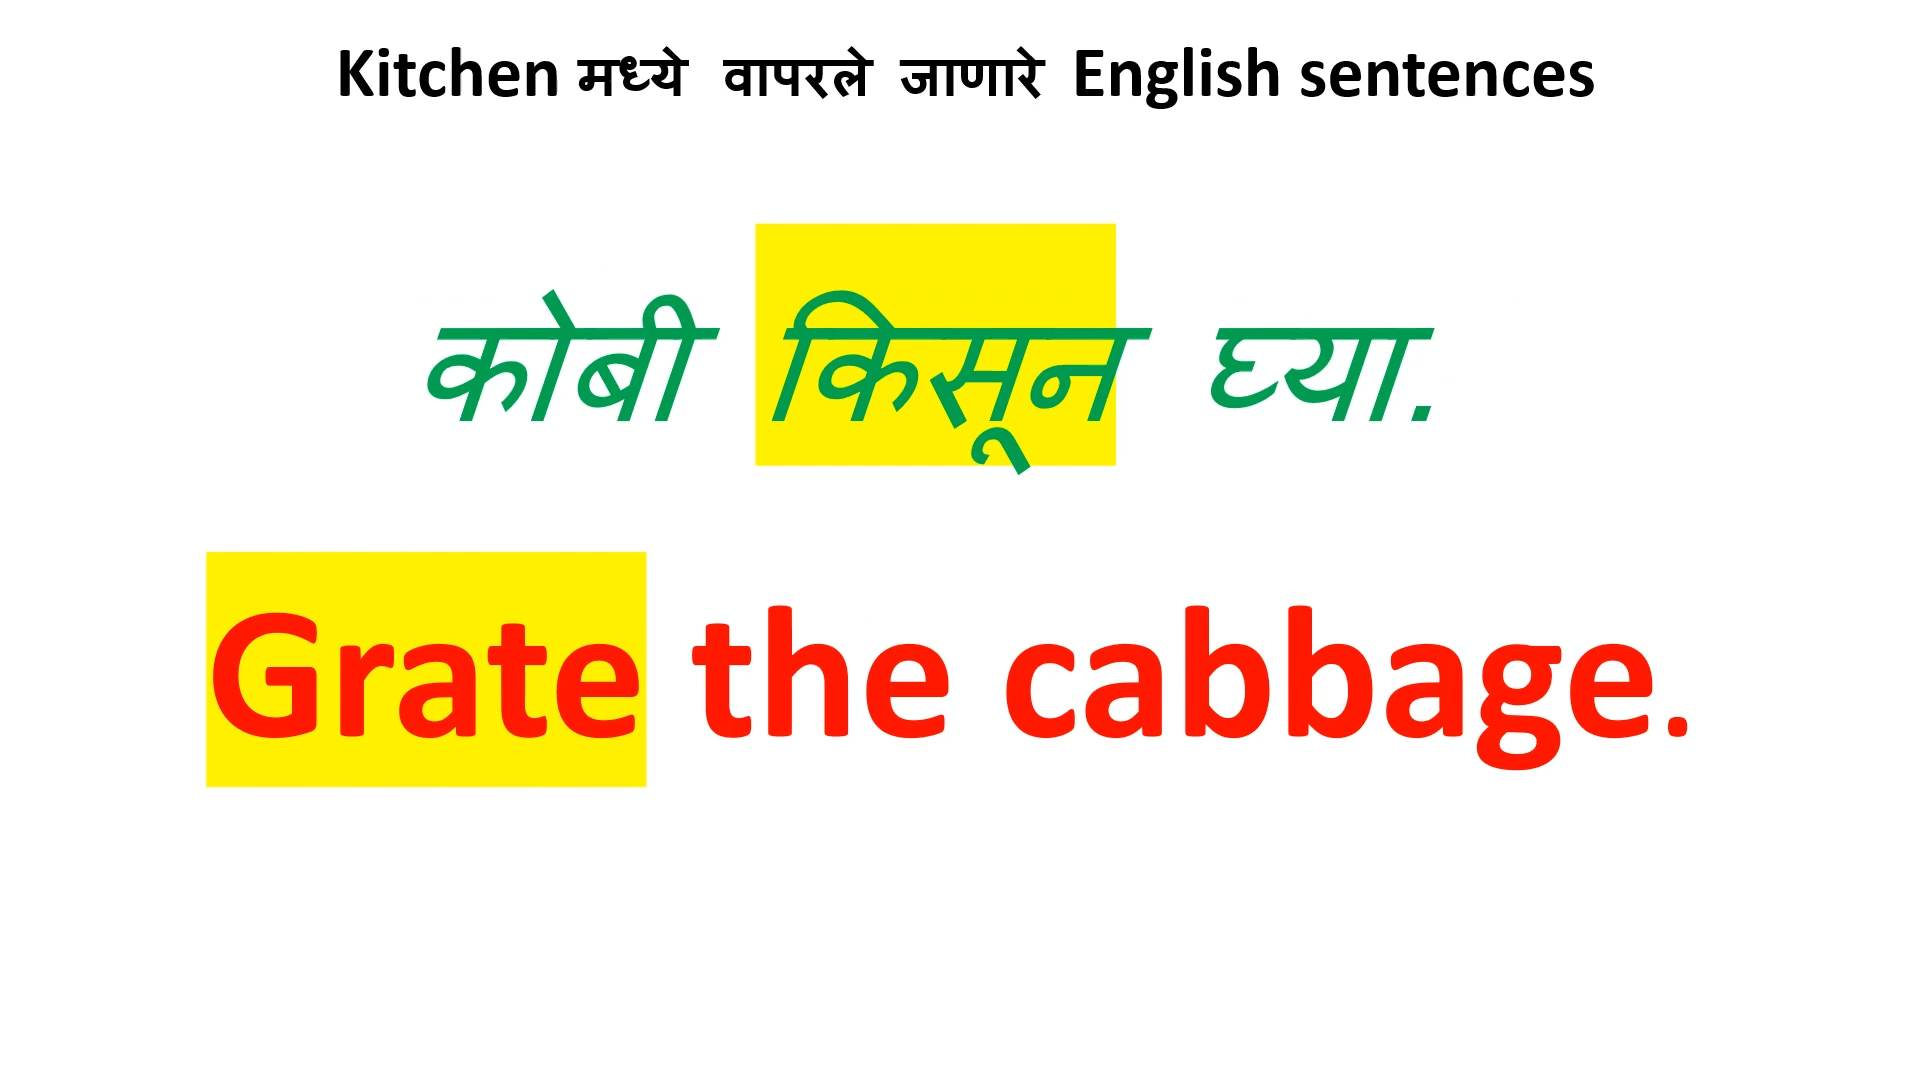 Kitchen मध्ये वापरले जाणारे English sentences
कोबी किसून घ्या.
Grate the cabbage.